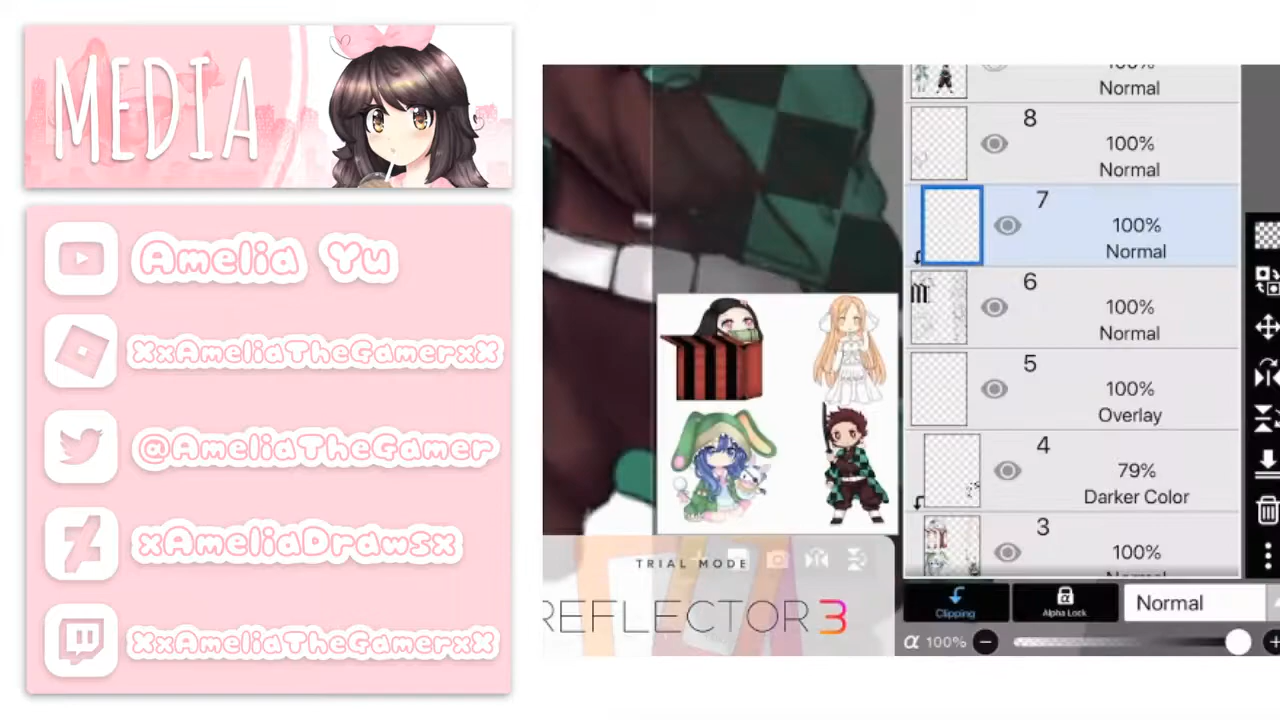 MEDIA
Amelia Yu
XxAmeliaTheGamerxX
@AmeliaTheGamer
xAmeliaDrawsx
XxAmeliaTheGamerxX
TRIAL MODE
REFLECTOR 3
Normal
8
100%
Normal
7
100%
Normal
6
100%
Normal
5
100%
Overlay
4
79%
Darker Color
3
100%
Clipping
Alpha Lock
Normal
α 100%